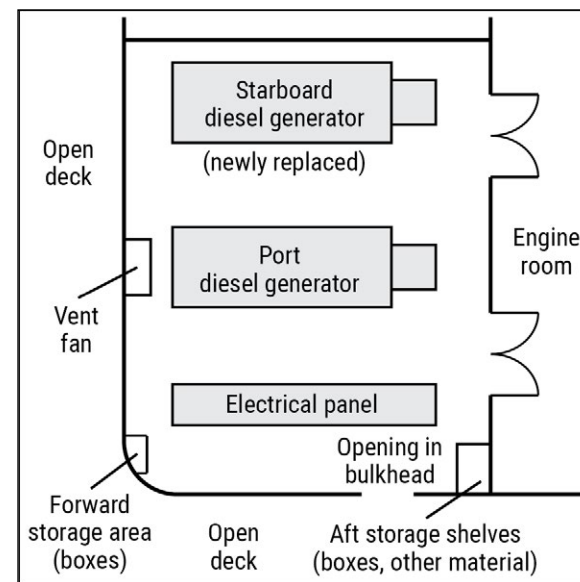 Starboard
diesel generator
(newly replaced)
Open
deck
Engine
room
Port
diesel generator
Vent
fan
Electrical panel
Opening in
bulkhead
Forward
storage area
(boxes)
Open
deck
Aft storage shelves
(boxes, other material)